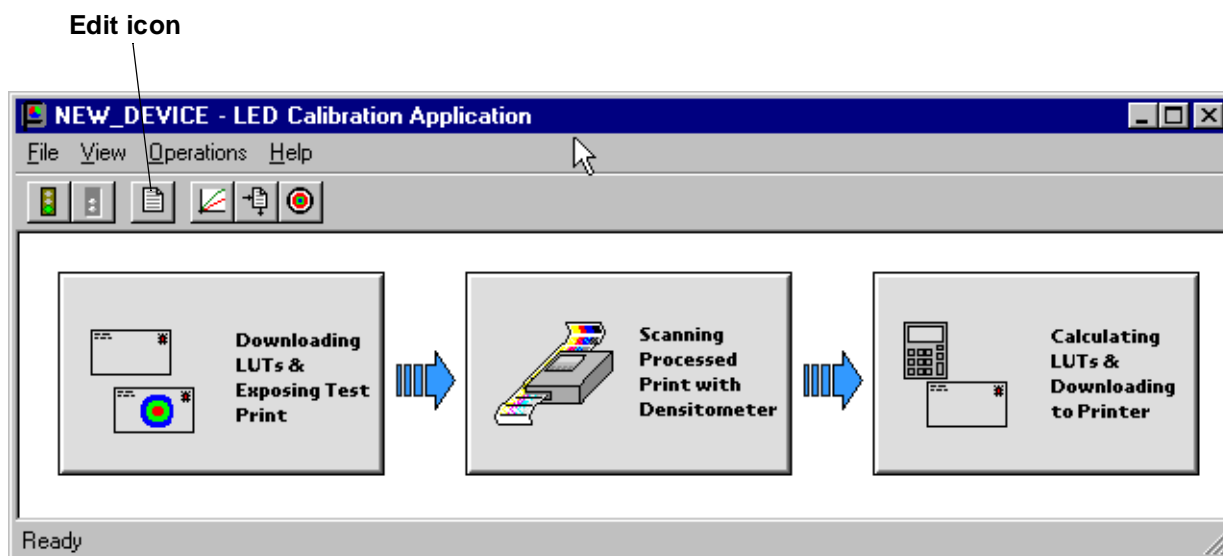 Edit icon
NEW_DEVICE - LED Calibration Application
File View Operations Help
Downloading
LUTs &
Exposing Test
Print
Scanning
Processed
Print with
Densitometer
Calculating
LUTs &
Downloading
to Printer
Ready